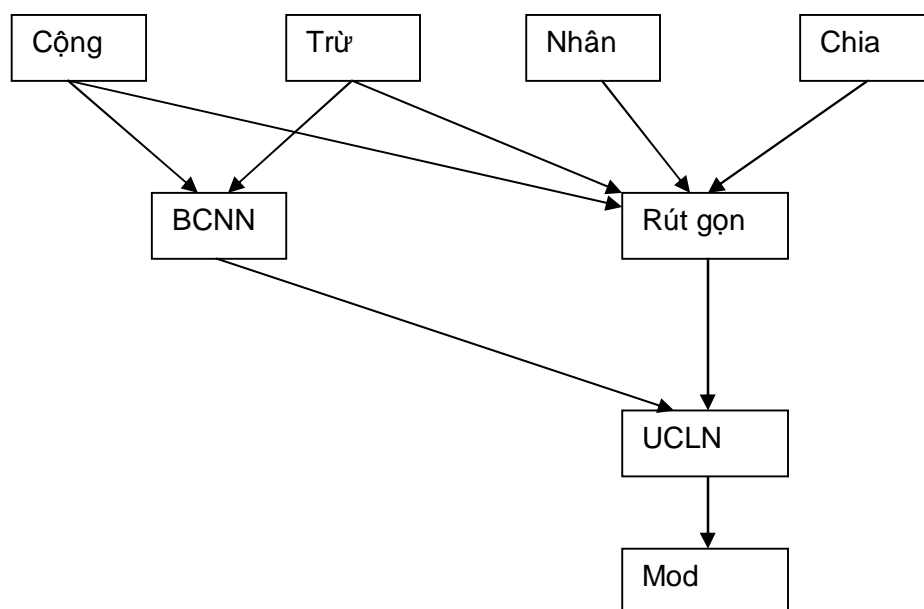 Cộng
Trừ
Nhân
Chia
BCNN
Rút gọn
UCLN
Mod